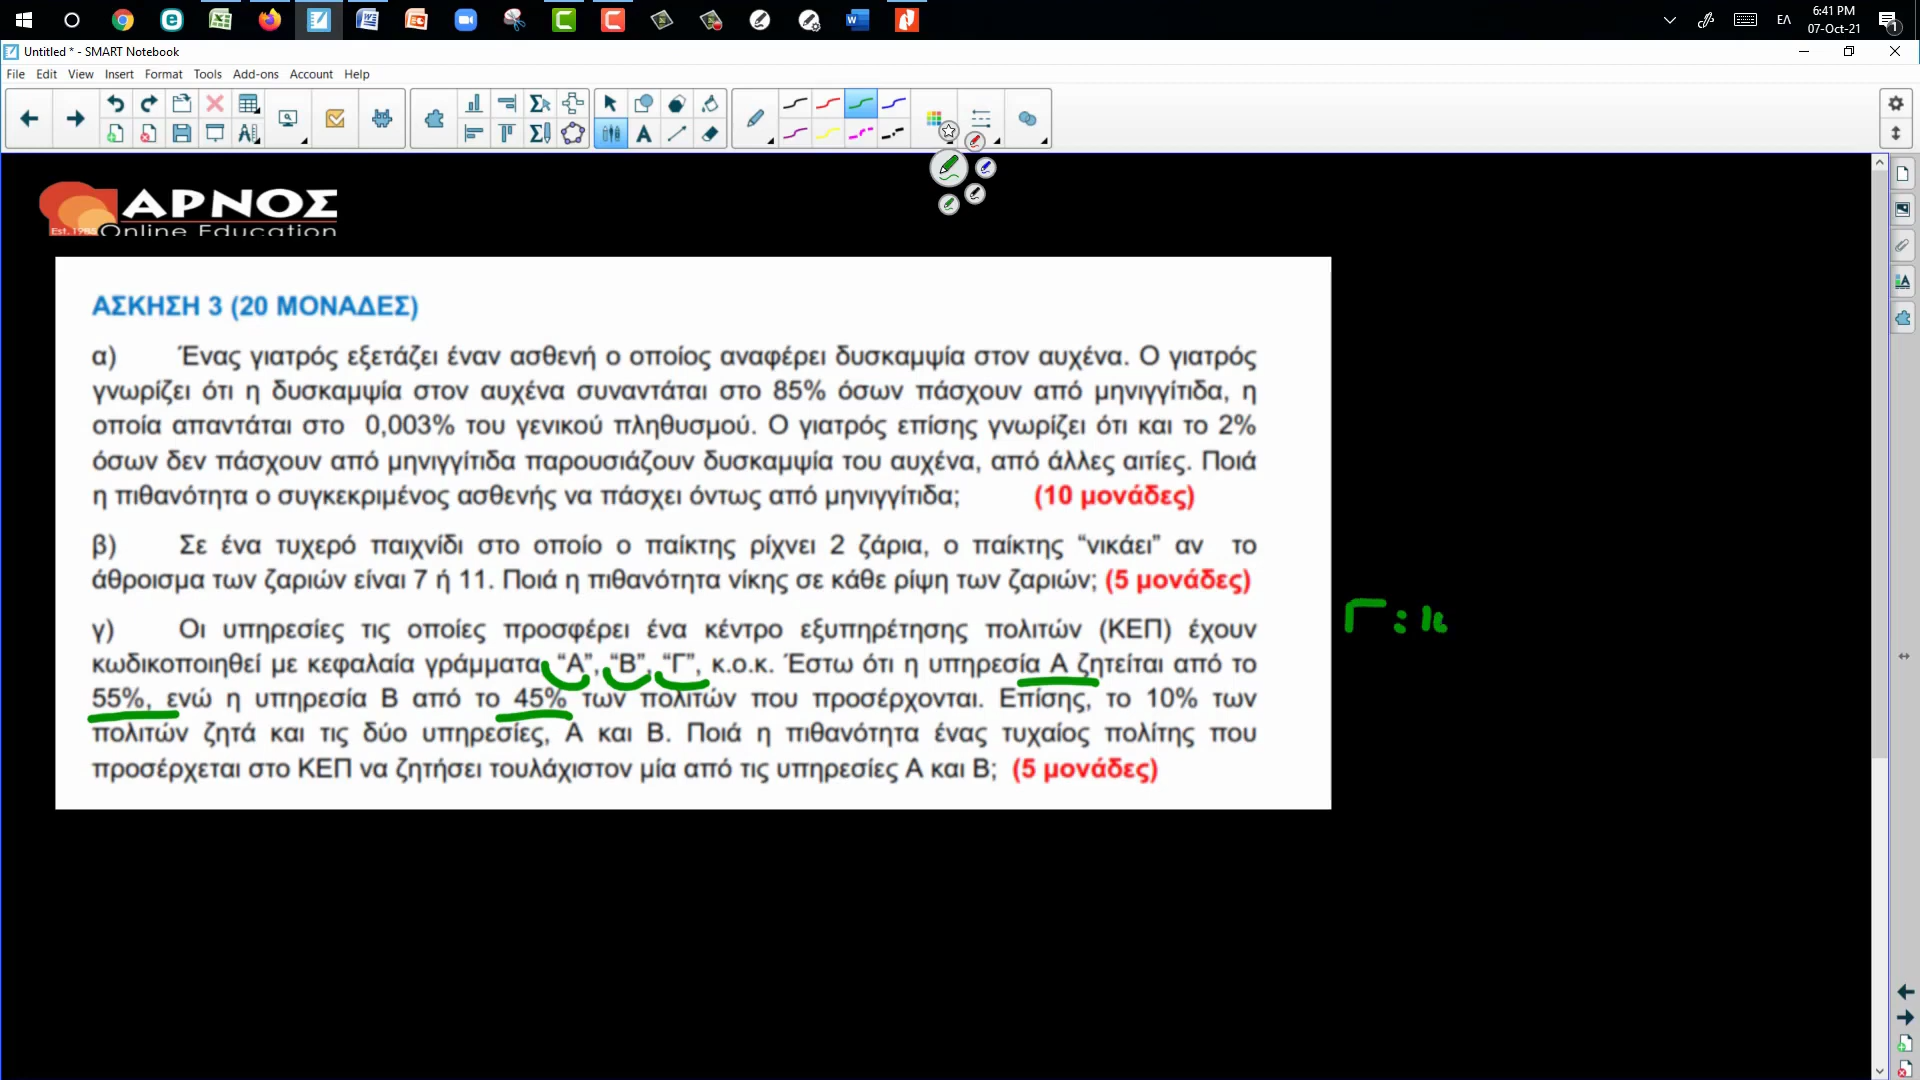 6:41 PM
ΕΛ
07-Oct-21
1
Untitled * - SMART Notebook
File Edit View Insert Format Tools Add-ons Account Help
ΑΡΝΟΣ
Est. 1985 Online Education
ΑΣΚΗΣΗ 3 (20 ΜΟΝΑΔΕΣ)
α) Ένας γιατρός εξετάζει έναν ασθενή ο οποίος αναφέρει δυσκαμψία στον αυχένα. Ο γιατρός
γνωρίζει ότι η δυσκαμψία στον αυχένα συναντάται στο 85% όσων πάσχουν από μηνιγγίτιδα, η
οποία απαντάται στο 0,003% του γενικού πληθυσμού. Ο γιατρός επίσης γνωρίζει ότι και το 2%
όσων δεν πάσχουν από μηνιγγίτιδα παρουσιάζουν δυσκαμψία του αυχένα, από άλλες αιτίες. Ποιά
η πιθανότητα ο συγκεκριμένος ασθενής να πάσχει όντως από μηνιγγίτιδα; (10 μονάδες)
β) Σε ένα τυχερό παιχνίδι στο οποίο ο παίκτης ρίχνει 2 ζάρια, ο παίκτης “νικάει” αν το
άθροισμα των ζαριών είναι 7 ή 11. Ποιά η πιθανότητα νίκης σε κάθε ρίψη των ζαριών; (5 μονάδες)
γ) Οι υπηρεσίες τις οποίες προσφέρει ένα κέντρο εξυπηρέτησης πολιτών (ΚΕΠ) έχουν
κωδικοποιηθεί με κεφαλαία γράμματα “Α”, “Β”, “Γ”, κ.ο.κ. Έστω ότι η υπηρεσία Α ζητείται από το
55%, ενώ η υπηρεσία Β από το 45% των πολιτών που προσέρχονται. Επίσης, το 10% των
πολιτών ζητά και τις δύο υπηρεσίες, Α και Β. Ποιά η πιθανότητα ένας τυχαίος πολίτης που
προσέρχεται στο ΚΕΠ να ζητήσει τουλάχιστον μία από τις υπηρεσίες Α και Β; (5 μονάδες)
Γ :